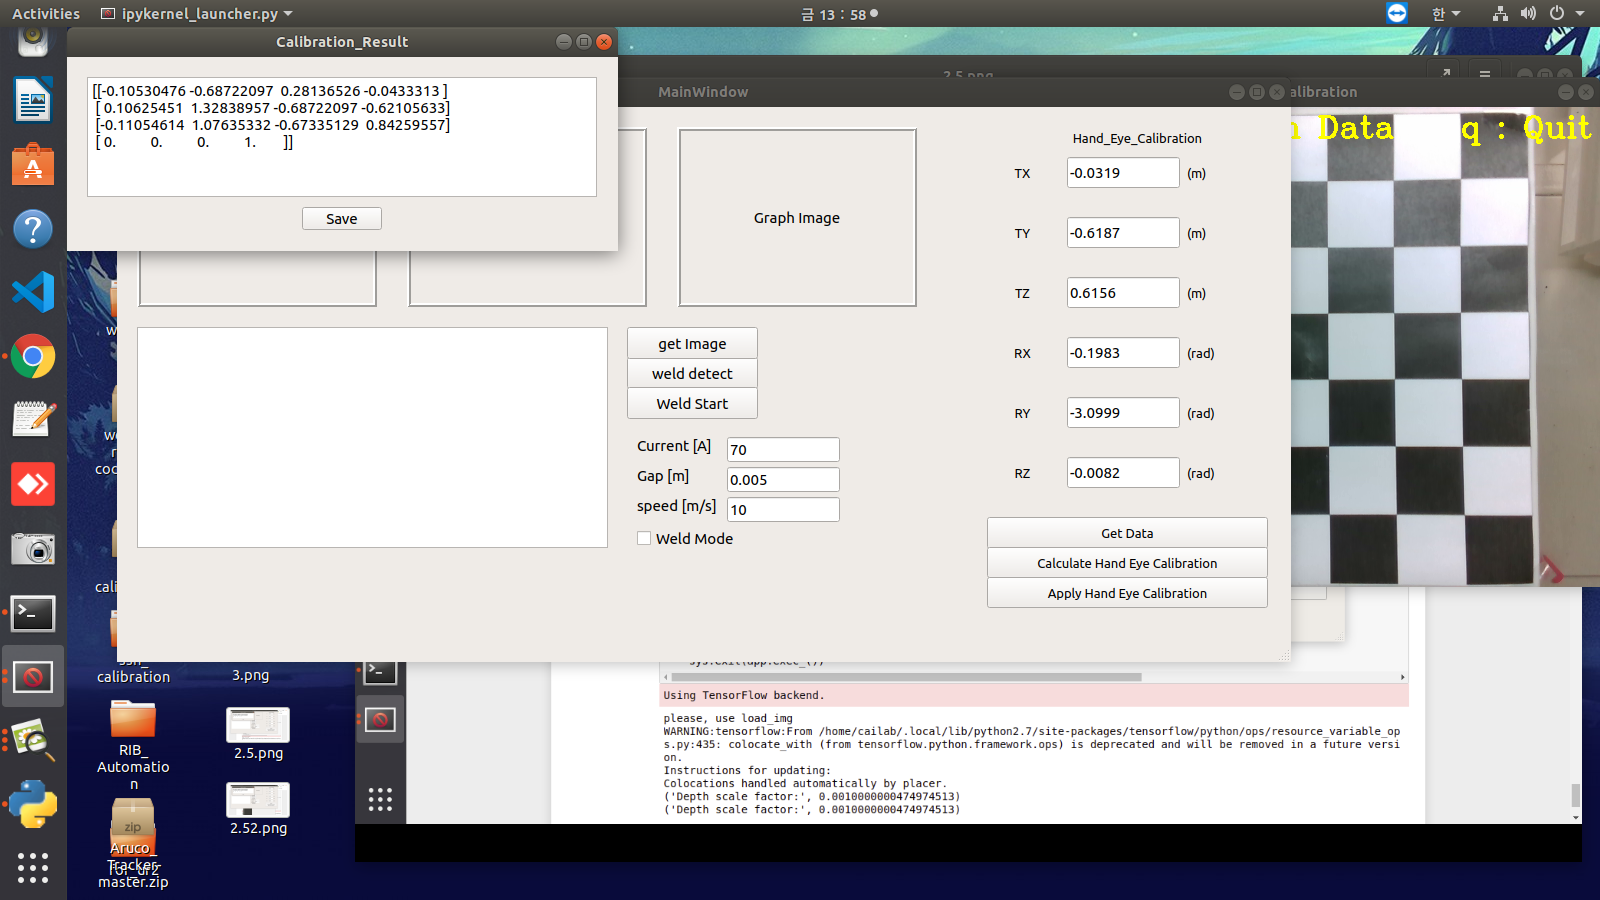 Activities
ipykernel_launcher.py
금 13 : 58
한
Calibration_Result
[[-0.10530476 -0.68722097 0.28136526 -0.0433313 ]
[ 0.10625451 1.32838957 -0.68722097 -0.62105633]
[-0.11054614 1.07635332 -0.67335129 0.84259557]
[ 0. 0. 0. 1. ]]
Save
2.5.png
MainWindow
alibration
Data
q : Quit
Graph Image
Hand_Eye_Calibration
TX -0.0319 (m)
TY -0.6187 (m)
TZ 0.6156 (m)
RX -0.1983 (rad)
RY -3.0999 (rad)
RZ -0.0082 (rad)
get Image
weld detect
Weld Start
Current [A] 70
Gap [m] 0.005
speed [m/s] 10
Weld Mode
Get Data
Calculate Hand Eye Calibration
Apply Hand Eye Calibration
calibration
3.png
RIB_
Automatio
n
2.5.png
2.52.png
zip
Aruco_
Tracker-
master.zip
Using TensorFlow backend.
please, use load_img
WARNING:tensorflow:From /home/cailab/.local/lib/python2.7/site-packages/tensorflow/python/ops/resource_variable_op
s.py:435: colocate_with (from tensorflow.python.framework.ops) is deprecated and will be removed in a future versi
on.
Instructions for updating:
Colocations handled automatically by placer.
('Depth scale factor:', 0.0010000000474974513)
('Depth scale factor:', 0.0010000000474974513)